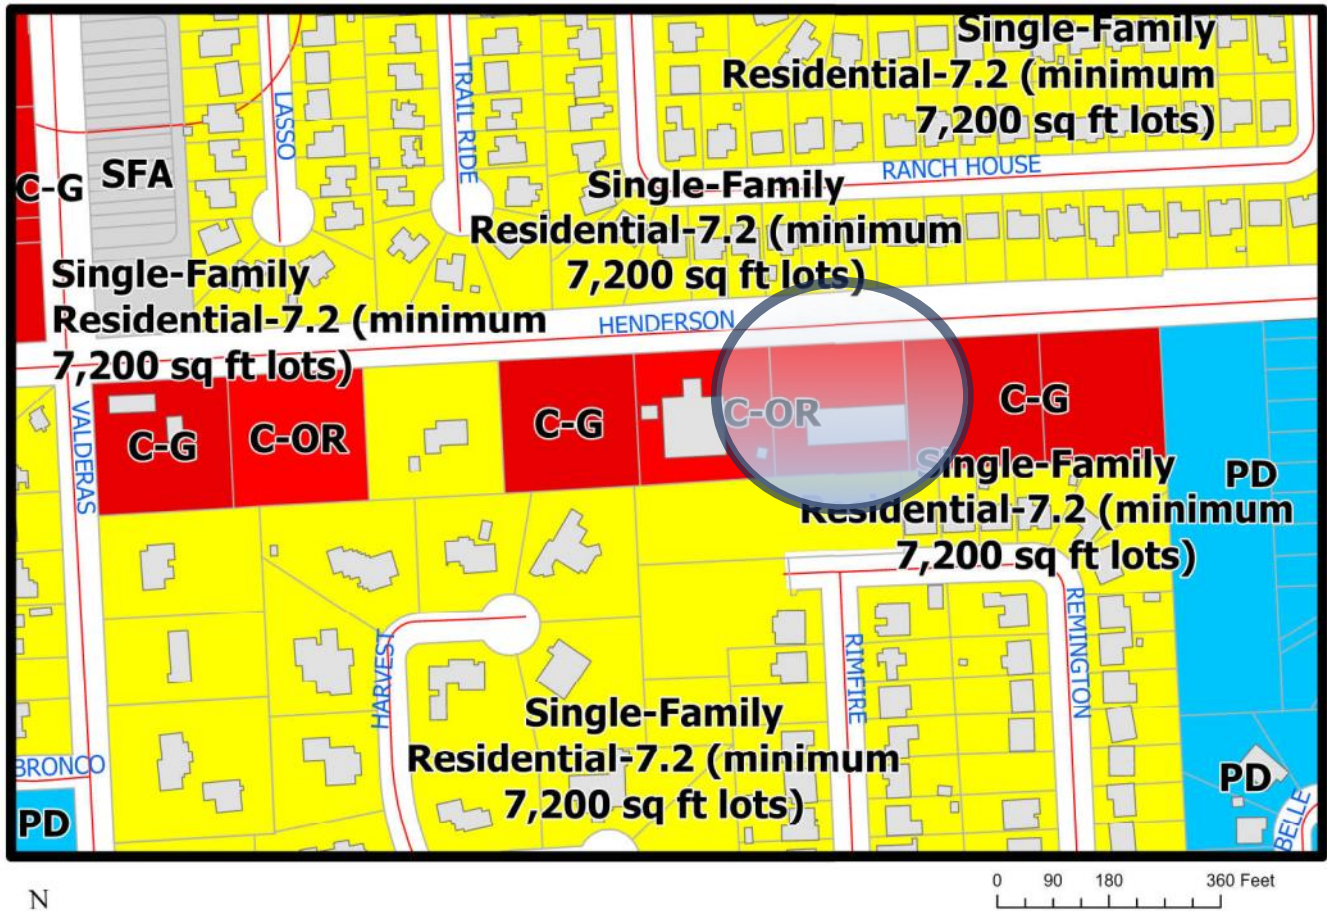 Single-Family
Residential-7.2 (minimum
7,200 sq ft lots)
LASSO
TRAIL RIDE
RANCH HOUSE
C-G
SFA
Single-Family
Residential-7.2 (minimum
7,200 sq ft lots)
Single-Family
Residential-7.2 (minimum
7,200 sq ft lots)
HENDERSON
VALDERAS
C-G
C-OR
C-G
C-OR
C-G
Single-Family
Residential-7.2 (minimum
7,200 sq ft lots)
PD
HARVEST
RIMFIRE
REMINGTON
Single-Family
Residential-7.2 (minimum
7,200 sq ft lots)
BRONCO
PD
PD
BELLE
N
0 90 180 360 Feet